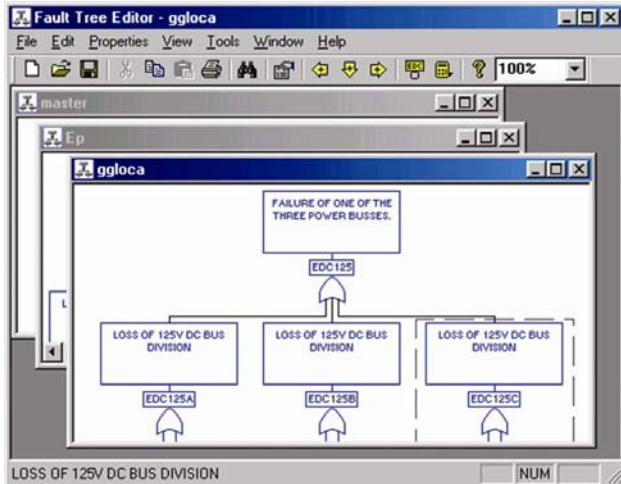 Fault Tree Editor - ggloca
File Edit Properties View Tools Window Help
EDC 100%
master
Ep
ggloca
FAILURE OF ONE OF THE
THREE POWER BUSSES.
EDC125
L
LOSS OF 125V DC BUS
DIVISION
EDC125A
LOSS OF 125V DC BUS
DIVISION
EDC125B
LOSS OF 125V DC BUS
DIVISION
EDC125C
LOSS OF 125V DC BUS DIVISION
NUM